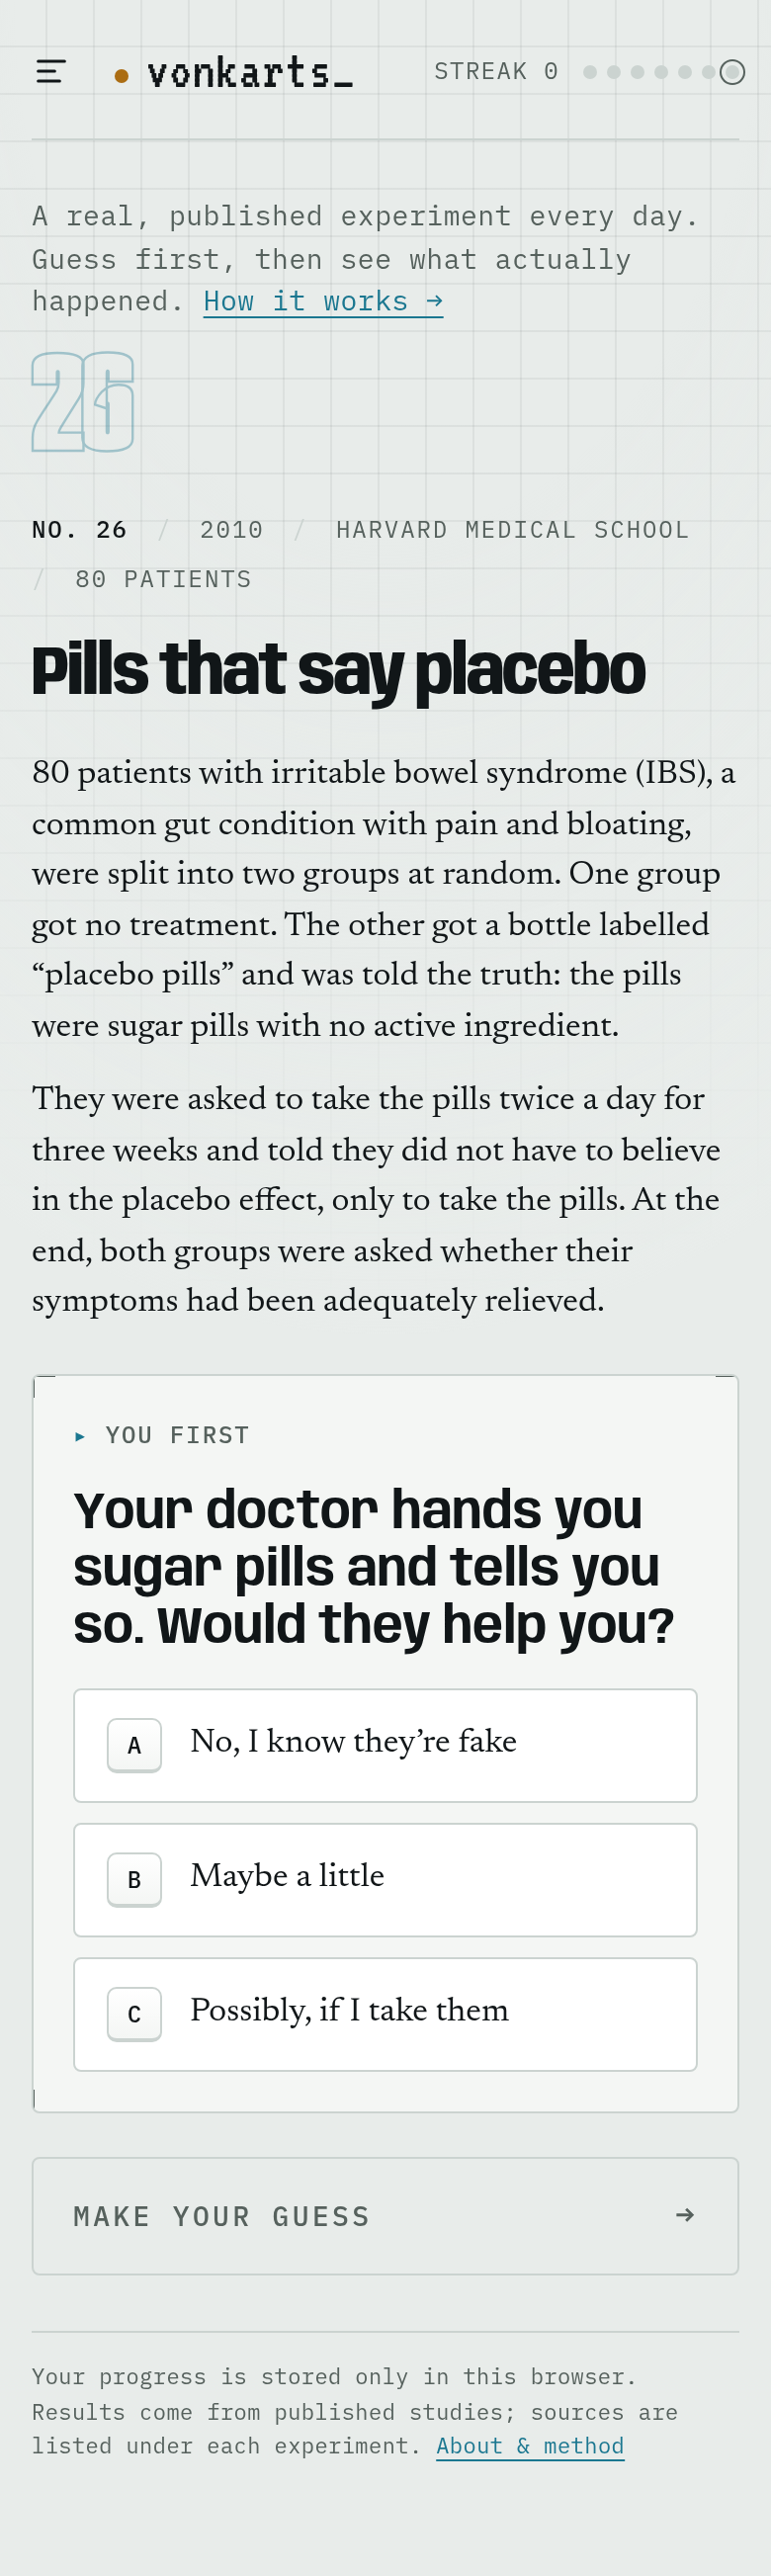 vonkarts_ STREAK 0
A real, published experiment every day.
Guess first, then see what actually
happened. How it works →
26
NO. 26 / 2010 / HARVARD MEDICAL SCHOOL
/ 80 PATIENTS
Pills that say placebo
80 patients with irritable bowel syndrome (IBS), a
common gut condition with pain and bloating,
were split into two groups at random. One group
got no treatment. The other got a bottle labelled
“placebo pills” and was told the truth: the pills
were sugar pills with no active ingredient.
They were asked to take the pills twice a day for
three weeks and told they did not have to believe
in the placebo effect, only to take the pills. At the
end, both groups were asked whether their
symptoms had been adequately relieved.
▸ YOU FIRST
Your doctor hands you
sugar pills and tells you
so. Would they help you?
A No, I know they’re fake
B Maybe a little
C Possibly, if I take them
MAKE YOUR GUESS →
Your progress is stored only in this browser.
Results come from published studies; sources are
listed under each experiment. About & method